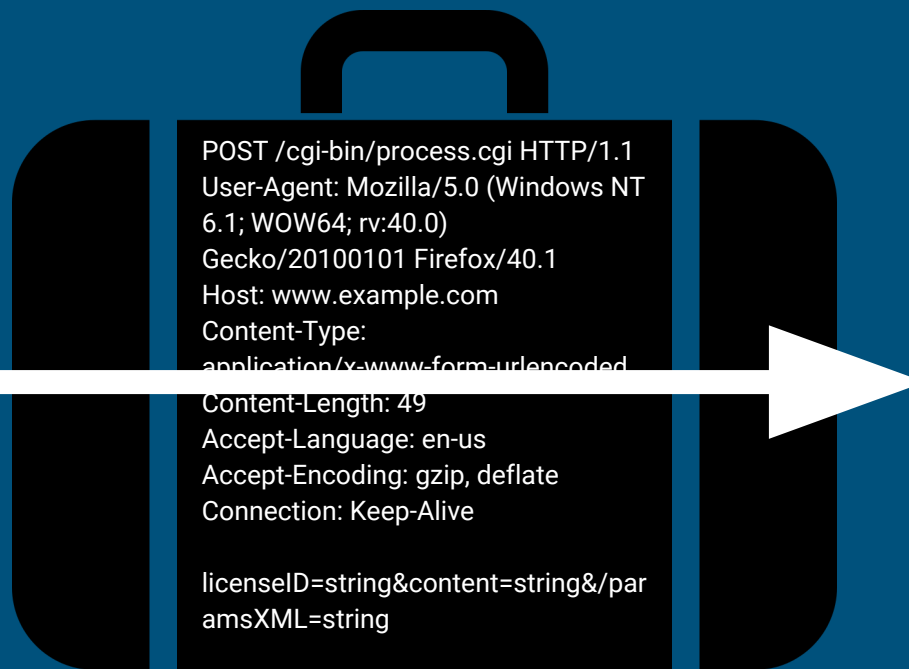 POST /cgi-bin/process.cgi HTTP/1.1
User-Agent: Mozilla/5.0 (Windows NT
6.1; WOW64; rv:40.0)
Gecko/20100101 Firefox/40.1
Host: www.example.com
Content-Type:
application/x-www-form-urlencoded
Content-Length: 49
Accept-Language: en-us
Accept-Encoding: gzip, deflate
Connection: Keep-Alive
licenseID=string&content=string&/par
amsXML=string